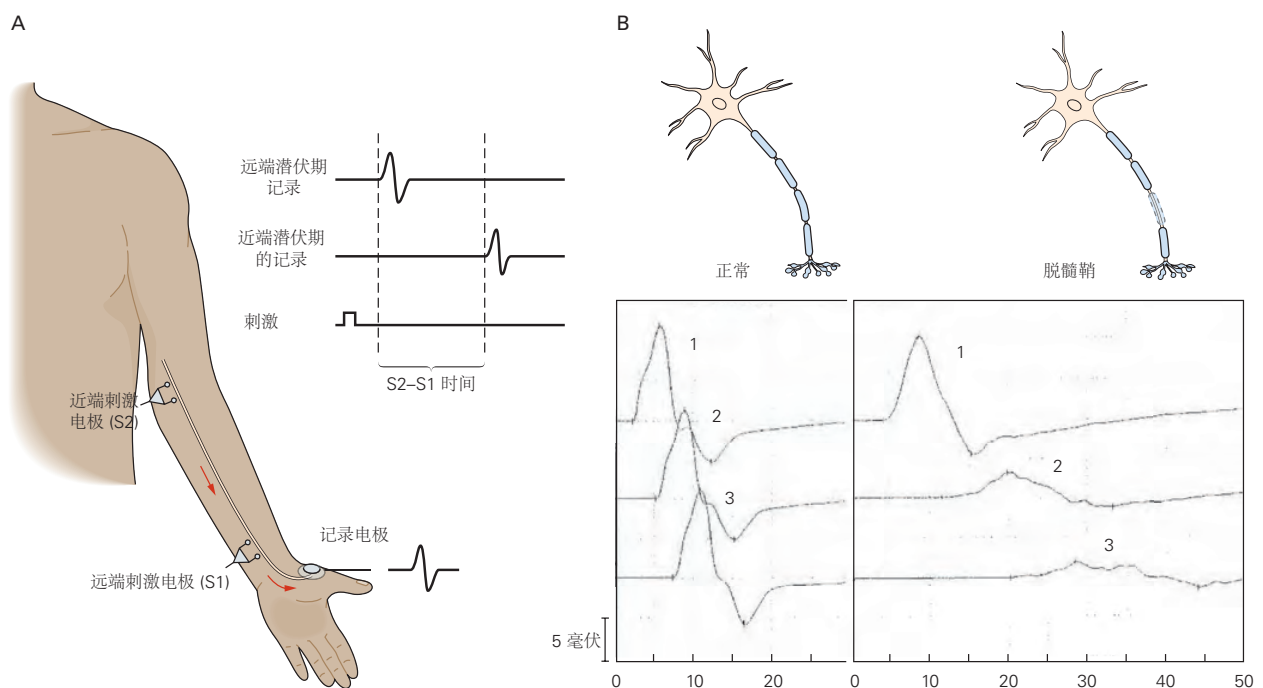 A
远端潜伏期
记录
近端潜伏期
的记录
刺激
S2–S1 时间
近端刺激
电极 (S2)
记录电极
远端刺激电极 (S1)
B
正常
脱髓鞘
1
2
3
1
2
3
5 毫伏
0 10 20
0 10 20 30 40 50